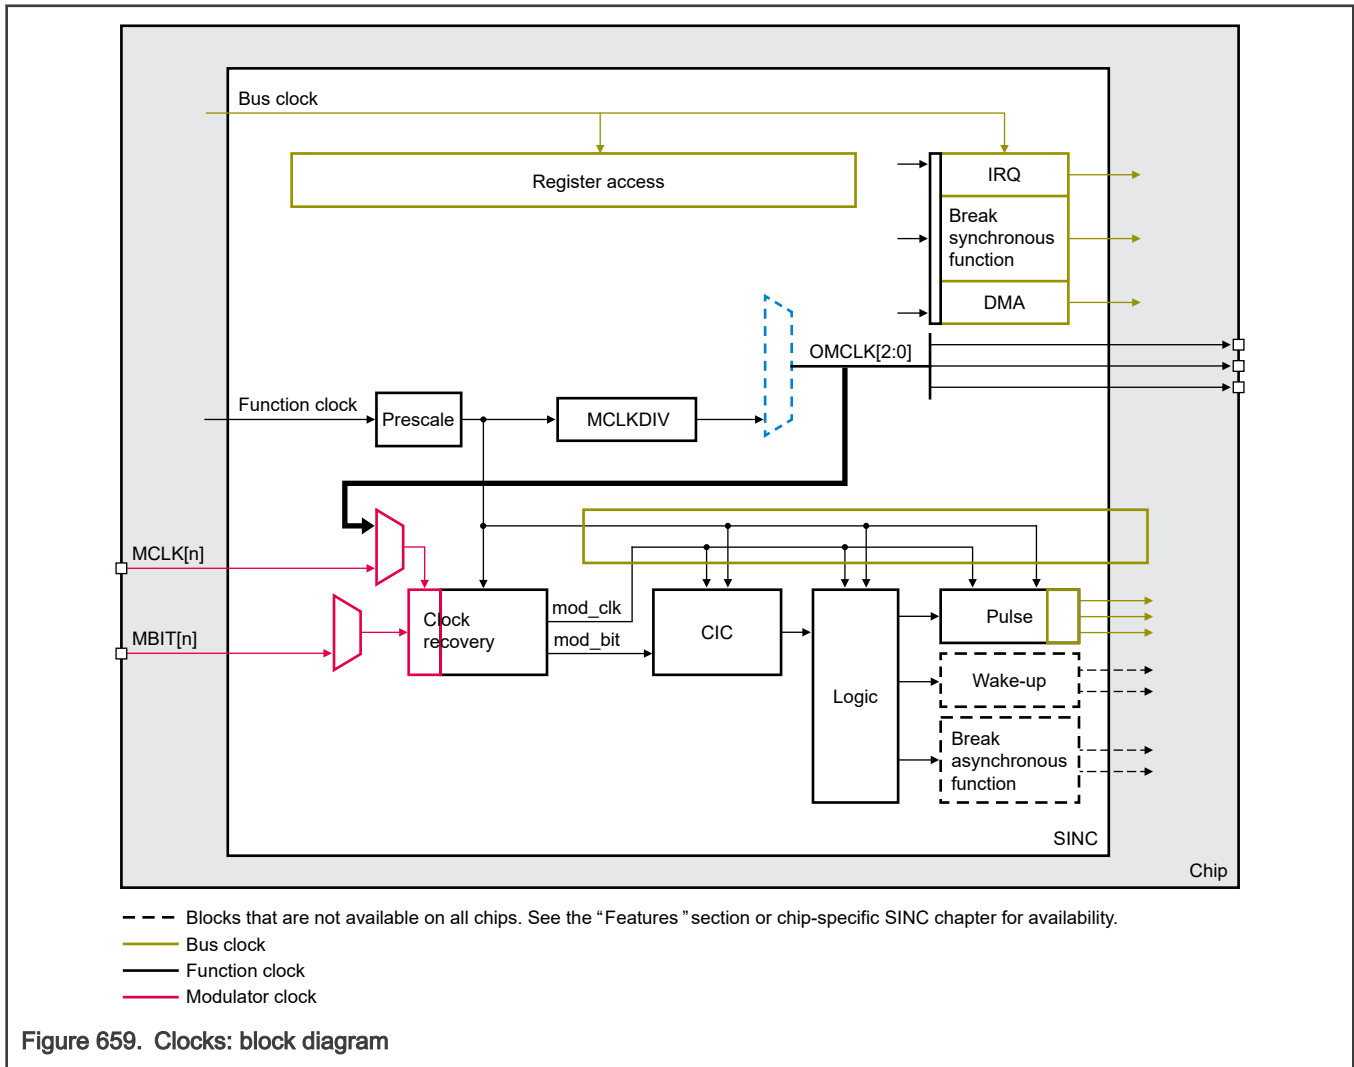 Bus clock
Register access
IRQ
Break
synchronous
function
DMA
OMCLK[2:0]
Function clock
Prescale
MCLKDIV
MCLK[n]
MBIT[n]
Clock
recovery
mod_clk
mod_bit
CIC
Logic
Pulse
Wake-up
Break
asynchronous
function
SINC
Chip
Blocks that are not available on all chips. See the “Features ” section or chip-specific SINC chapter for availability.
Bus clock
Function clock
Modulator clock
Figure 659. Clocks: block diagram